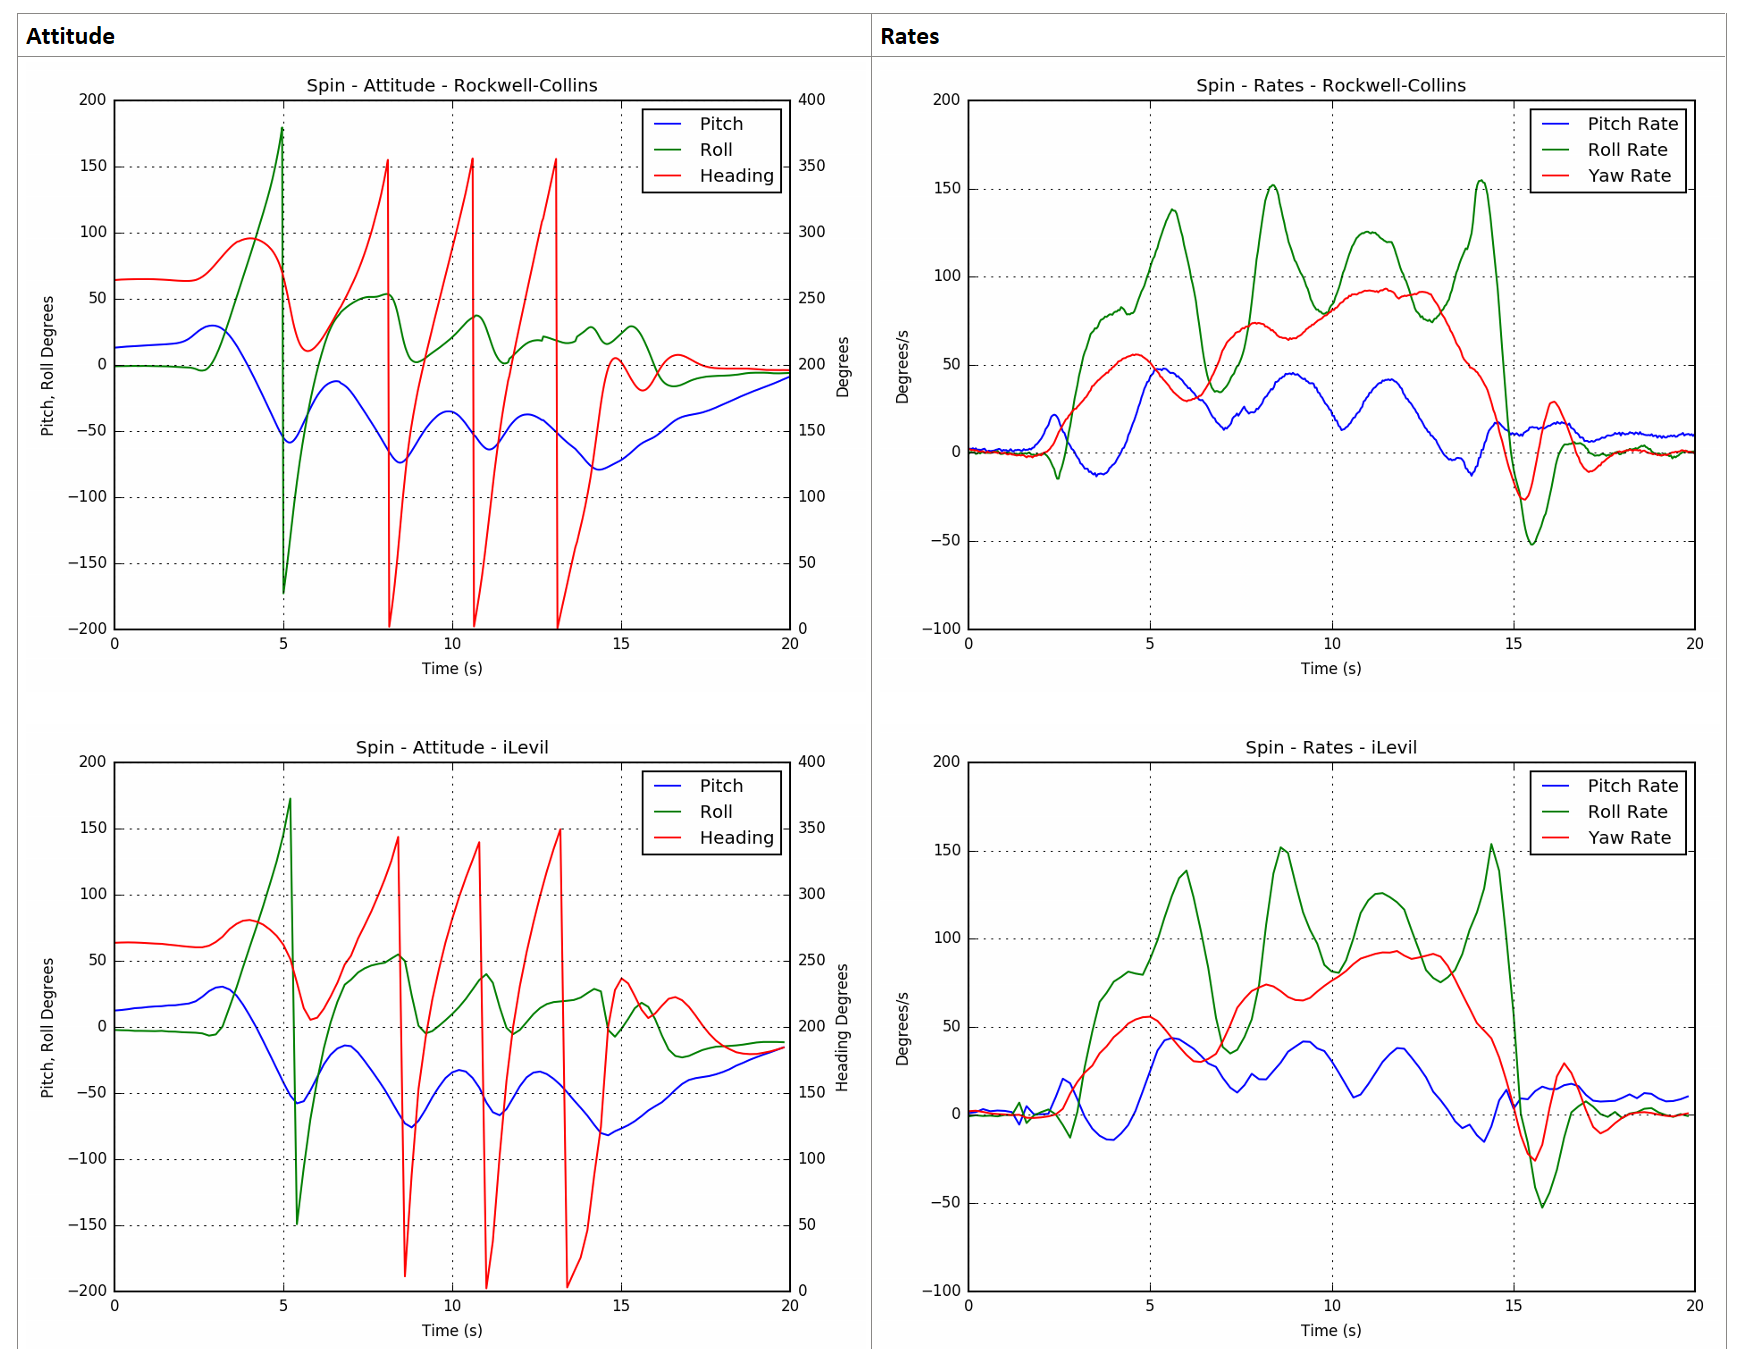 Attitude
Rates
Spin - Attitude - Rockwell-Collins
200
150
100
50
0
−50
−100
−150
−200
400
350
300
250
200
150
100
50
0
Pitch
Roll
Heading
Pitch, Roll Degrees
Degrees
0 5 10 15 20
Time (s)
Spin - Rates - Rockwell-Collins
200
150
100
50
0
−50
−100
Pitch Rate
Roll Rate
Yaw Rate
Degrees/s
0 5 10 15 20
Time (s)
Spin - Attitude - iLevil
200
150
100
50
0
−50
−100
−150
−200
400
350
300
250
200
150
100
50
0
Pitch
Roll
Heading
Pitch, Roll Degrees
Heading Degrees
0 5 10 15 20
Time (s)
Spin - Rates - iLevil
200
150
100
50
0
−50
−100
Pitch Rate
Roll Rate
Yaw Rate
Degrees/s
0 5 10 15 20
Time (s)